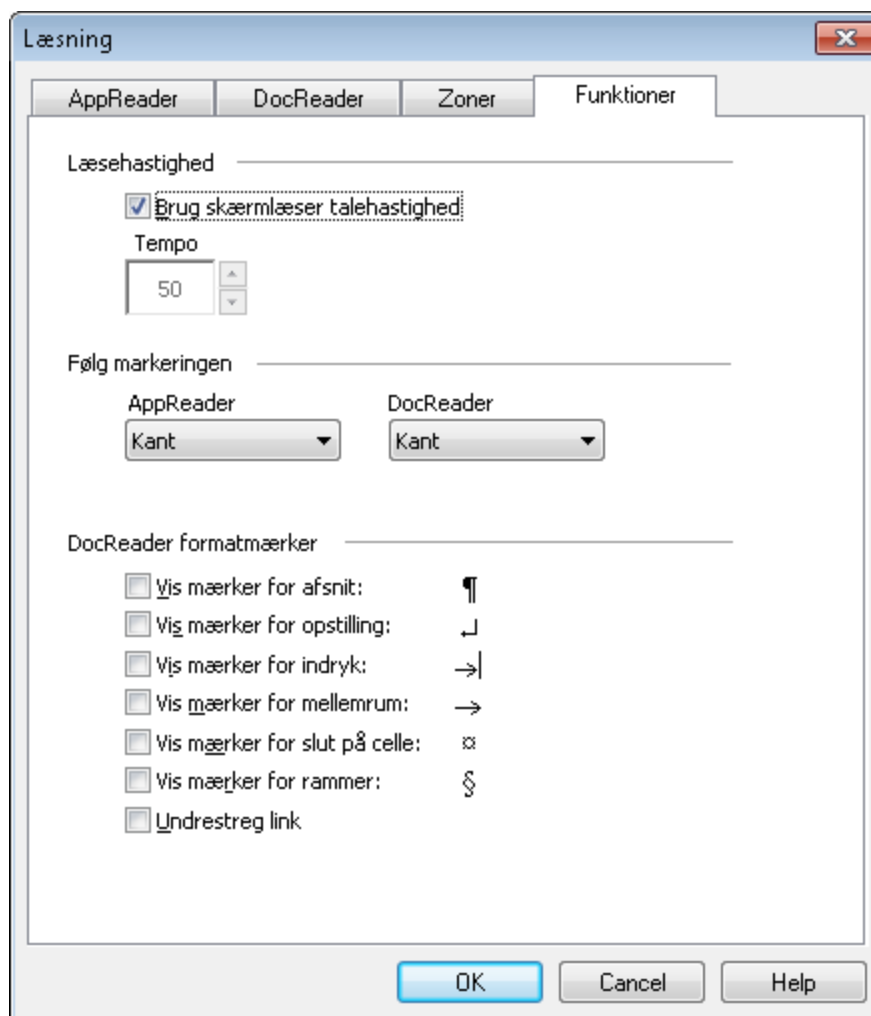 Læsning
AppReader DocReader Zoner Funktioner
Læsehastighed
Brug skærmlæser talehastighed
Tempo
50
Følg markeringen
AppReader DocReader
Kant Kant
DocReader formatmærker
Vis mærker for afsnit: ¶
Vis mærker for opstilling: ↵
Vis mærker for indryk: →|
Vis mærker for mellemrum: →
Vis mærker for slut på celle: ¤
Vis mærker for rammer: §
Undrestreg link
OK Cancel Help